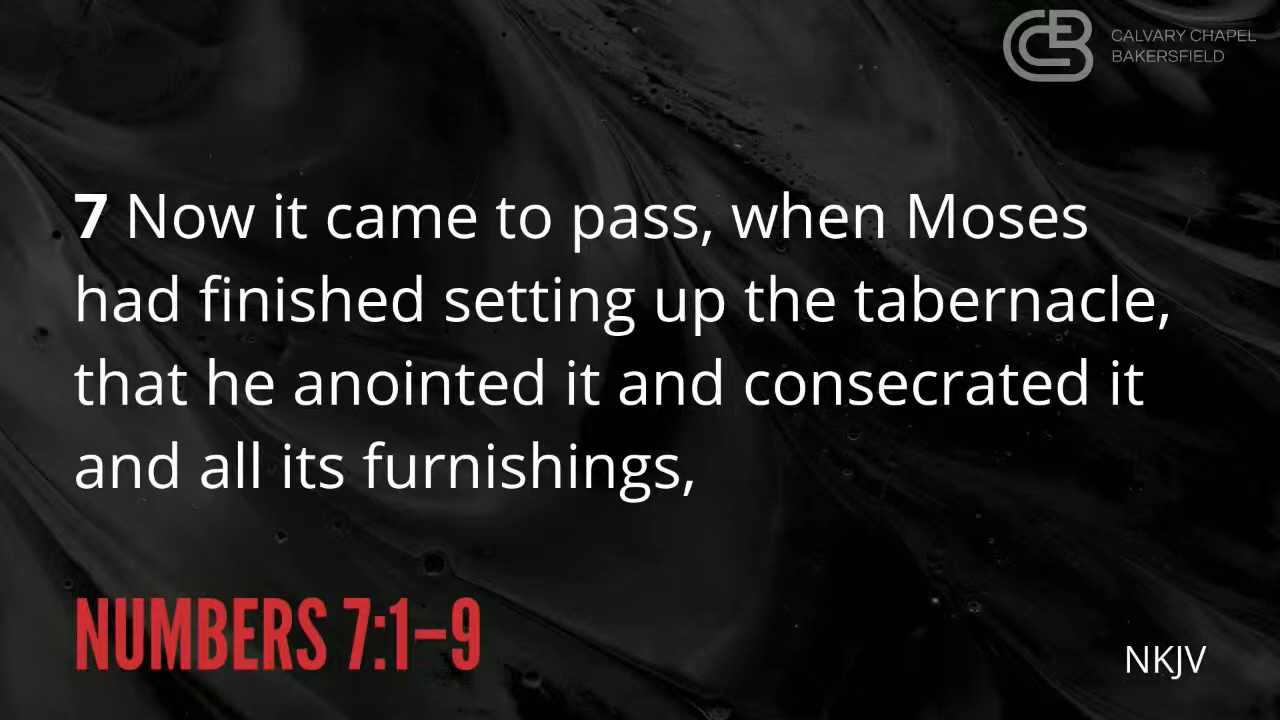 CALVARY CHAPEL
BAKERSFIELD
7 Now it came to pass, when Moses
had finished setting up the tabernacle,
that he anointed it and consecrated it
and all its furnishings,
NUMBERS 7:1–9
NKJV